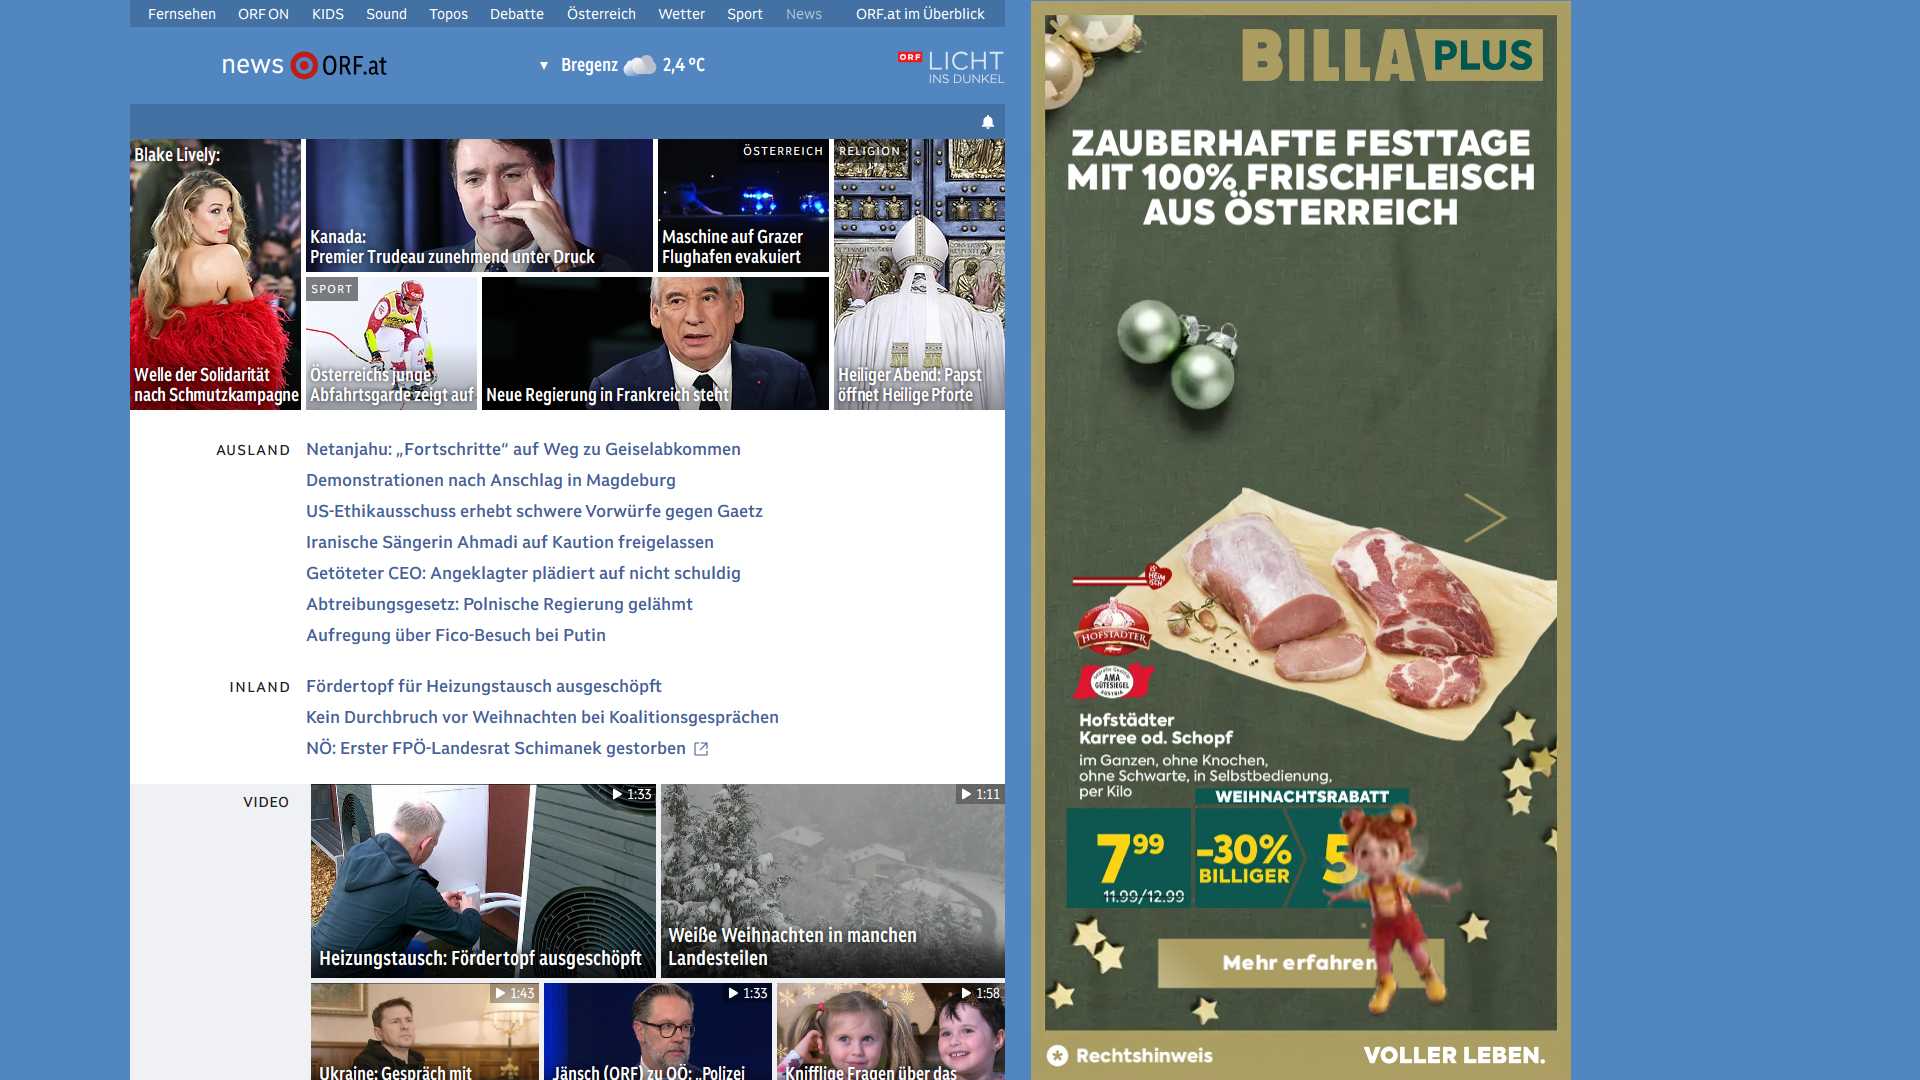 Fernsehen ORF ON KIDS Sound Topos Debatte Österreich Wetter Sport News ORF.at im Überblick
news ORF.at
Bregenz 2,4 °C
ORF LICHT
INS DUNKEL
Blake Lively:
Welle der Solidarität
nach Schmutzkampagne
Kanada:
Premier Trudeau zunehmend unter Druck
ÖSTERREICH
Maschine auf Grazer
Flughafen evakuiert
RELIGION
Heiliger Abend: Papst
öffnet Heilige Pforte
SPORT
Österreichs junge
Abfahrtsgarde zeigt auf
Neue Regierung in Frankreich steht
AUSLAND
Netanjahu: „Fortschritte“ auf Weg zu Geiselabkommen
Demonstrationen nach Anschlag in Magdeburg
US-Ethikausschuss erhebt schwere Vorwürfe gegen Gaetz
Iranische Sängerin Ahmadi auf Kaution freigelassen
Getöteter CEO: Angeklagter plädiert auf nicht schuldig
Abtreibungsgesetz: Polnische Regierung gelähmt
Aufregung über Fico-Besuch bei Putin
INLAND
Fördertopf für Heizungstausch ausgeschöpft
Kein Durchbruch vor Weihnachten bei Koalitionsgesprächen
NÖ: Erster FPÖ-Landesrat Schimanek gestorben
VIDEO
1:33
Heizungstausch: Fördertopf ausgeschöpft
1:11
Weiße Weihnachten in manchen
Landesteilen
1:43
Ukraine: Gespräch mit
1:33
Jänsch (ORF) zu OÖ: „Polizei
1:58
Knifflige Fragen über das
BILLA PLUS
ZAUBERHAFTE FESTTAGE
MIT 100% FRISCHFLEISCH
AUS ÖSTERREICH
IS' HEIMISCH
HOFSTÄDTER
AMA
GÜTESIEGEL
AUSTRIA
Hofstädter
Karree od. Schopf
im Ganzen, ohne Knochen,
ohne Schwarte, in Selbstbedienung,
per Kilo
WEIHNACHTSRABATT
7 99
11.99/12.99
-30%
BILLIGER
5
Mehr erfahren
Rechtshinweis
VOLLER LEBEN.